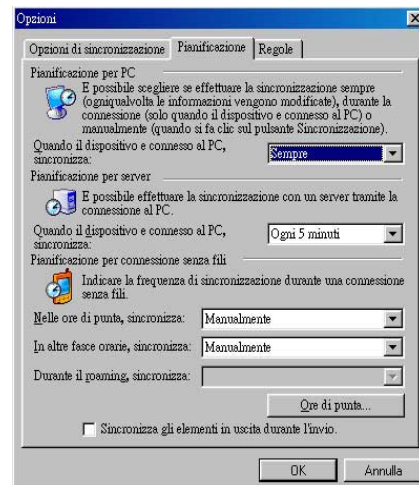 Opzioni
Opzioni di sincronizzazione Pianificazione Regole
Pianificazione per PC
E possibile scegliere se effettuare la sincronizzazione sempre
(ogniqualvolta le informazioni vengono modificate), durante la
connessione (solo quando il dispositivo e connesso al PC) o
manualmente (quando si fa clic sul pulsante Sincronizzazione).
Quando il dispositivo e connesso al PC,
sincronizza:
Sempre
Pianificazione per server
E possibile effettuare la sincronizzazione con un server tramite la
connessione al PC.
Quando il dispositivo e connesso al PC,
sincronizza:
Ogni 5 minuti
Pianificazione per connessione senza fili
Indicare la frequenza di sincronizzazione durante una connessione
senza fili.
Nelle ore di punta, sincronizza: Manualmente
In altre fasce orarie, sincronizza: Manualmente
Durante il roaming, sincronizza:
Ore di punta...
Sincronizza gli elementi in uscita durante l'invio.
OK Annulla